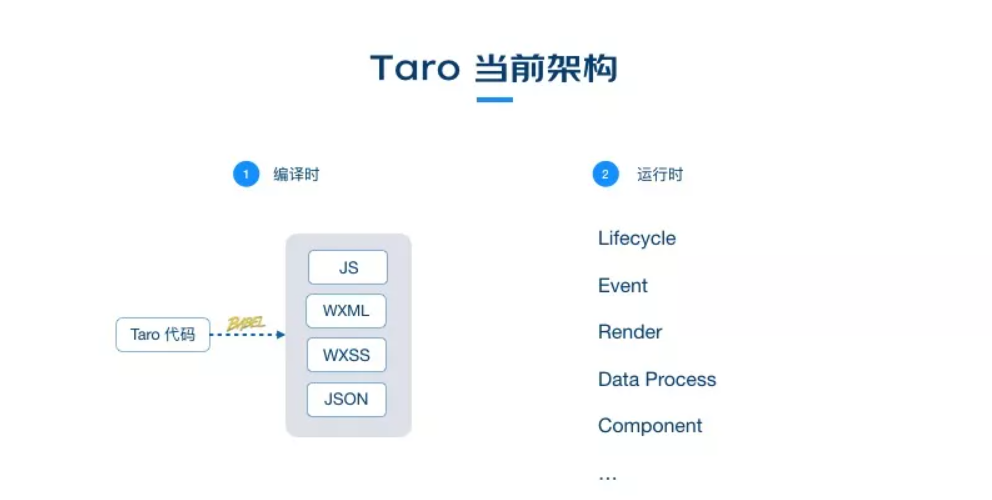 Taro 当前架构
1 编译时
JS
WXML
Taro 代码
BABEL
WXSS
JSON
2 运行时
Lifecycle
Event
Render
Data Process
Component
...